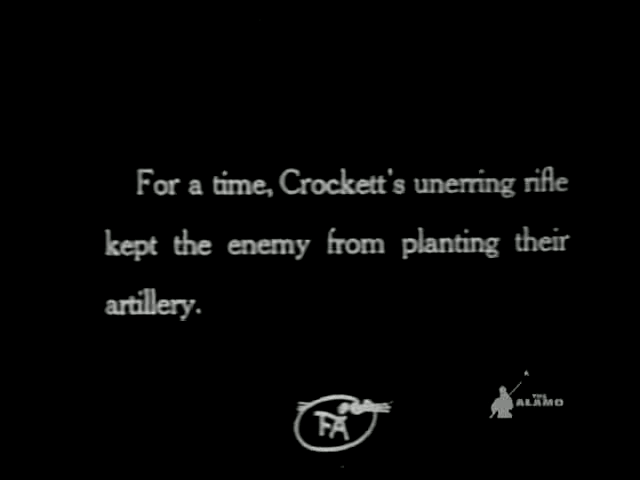 For a time, Crockett's unerring rifle
kept the enemy from planting their
artillery.
FA
THE
ALAMO